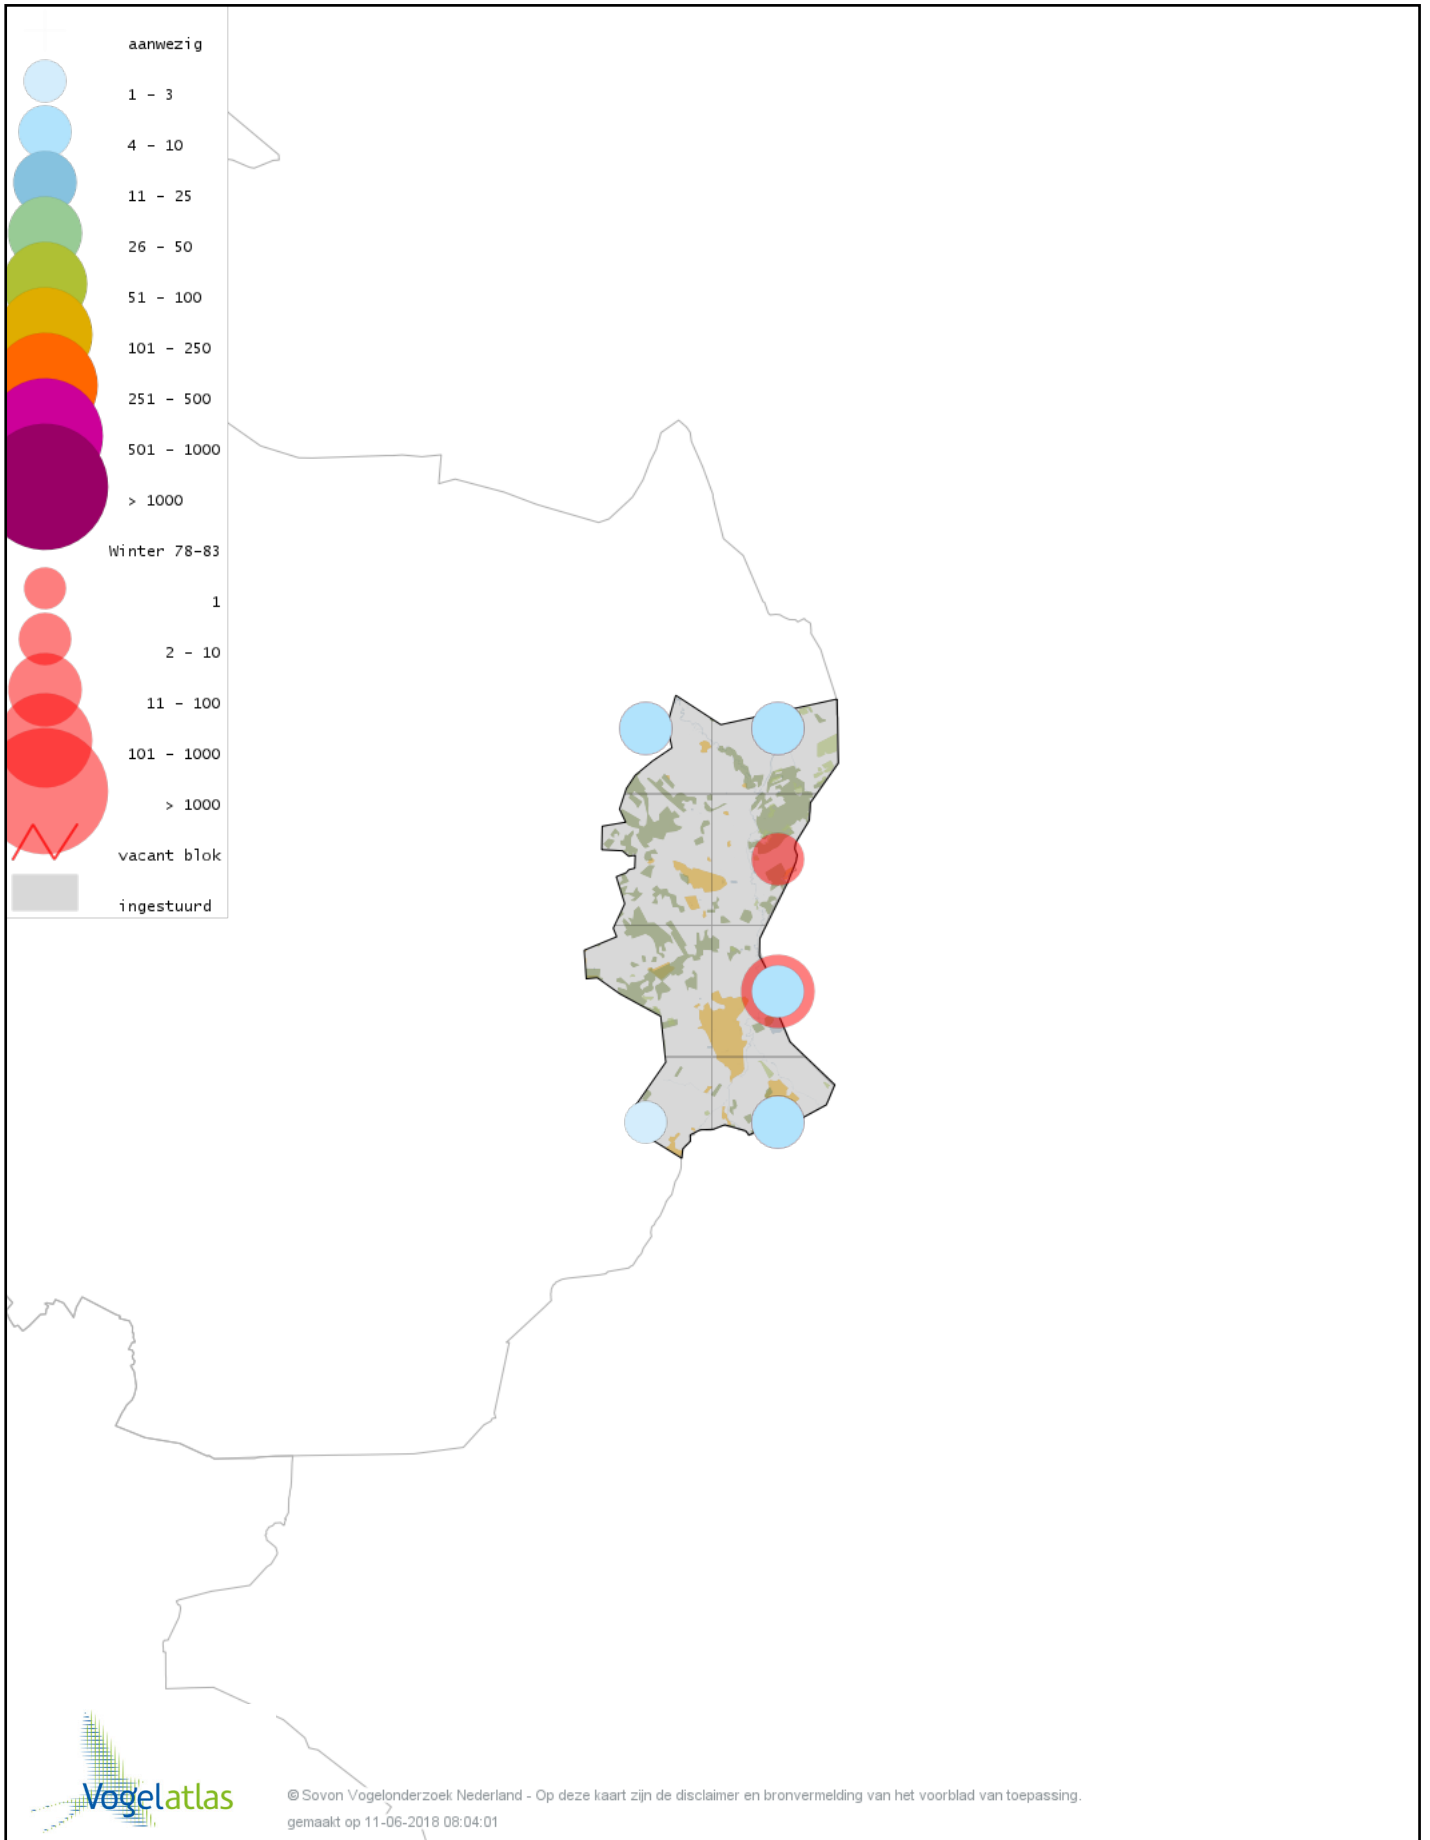 aanwezig
1 - 3
4 - 10
11 - 25
26 - 50
51 - 100
101 - 250
251 - 500
501 - 1000
> 1000
Winter 78-83
1
2 - 10
11 - 100
101 - 1000
> 1000
vacant blok
ingestuurd
Vogelatlas
© Sovon Vogelonderzoek Nederland - Op deze kaart zijn de disclaimer en bronvermelding van het voorblad van toepassing.
gemaakt op 11-06-2018 08:04:01